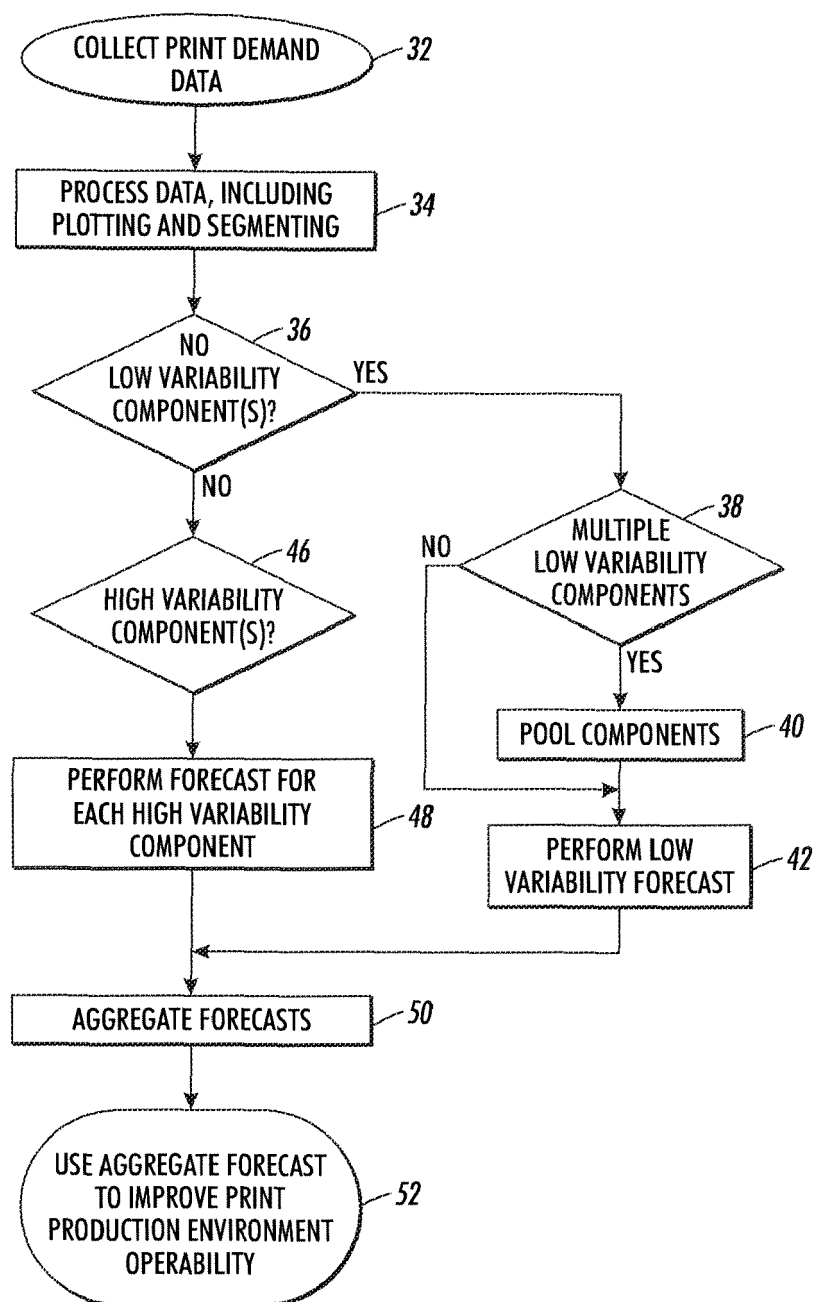 COLLECT PRINT DEMAND
DATA
32
PROCESS DATA, INCLUDING
PLOTTING AND SEGMENTING
34
36
NO
LOW VARIABILITY
COMPONENT(S)?
YES
NO
38
MULTIPLE
LOW VARIABILITY
COMPONENTS
NO
YES
46
HIGH VARIABILITY
COMPONENT(S)?
POOL COMPONENTS
40
PERFORM FORECAST FOR
EACH HIGH VARIABILITY
COMPONENT
48
PERFORM LOW
VARIABILITY FORECAST
42
AGGREGATE FORECASTS
50
USE AGGREGATE FORECAST
TO IMPROVE PRINT
PRODUCTION ENVIRONMENT
OPERABILITY
52